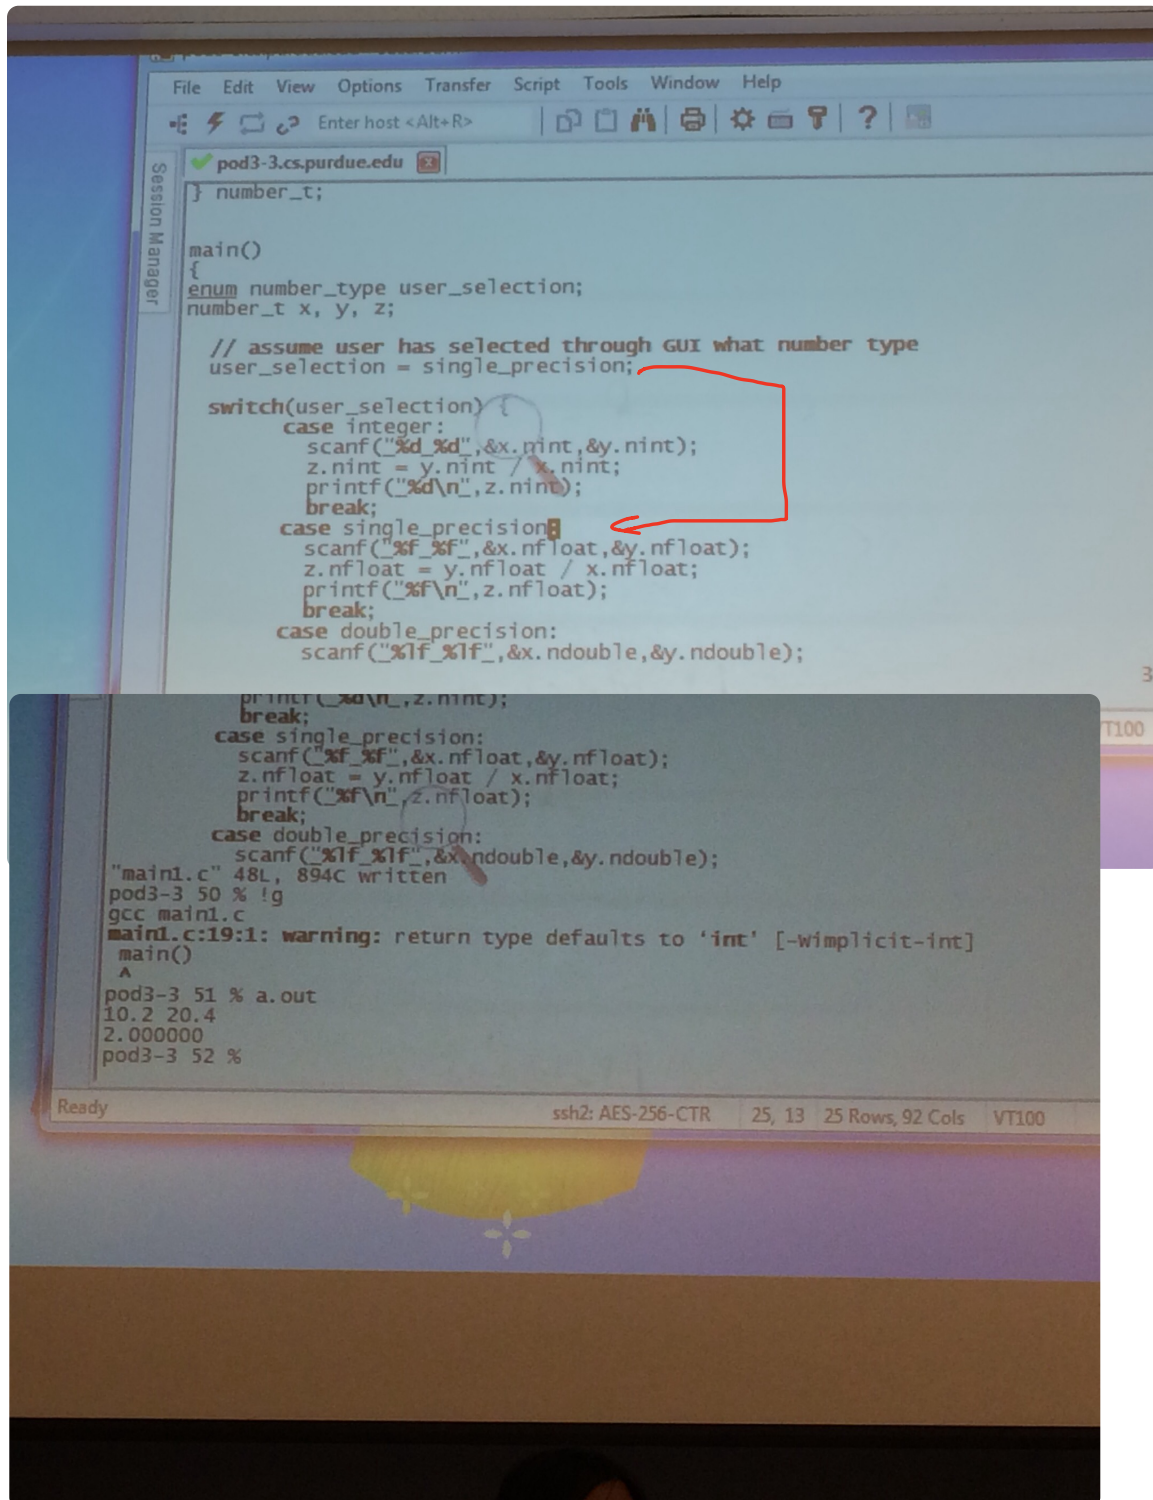 File Edit View Options Transfer Script Tools Window Help
Enter host <Alt+R>
Session Manager
pod3-3.cs.purdue.edu
} number_t;
main()
{
enum number_type user_selection;
number_t x, y, z;
// assume user has selected through GUI what number type
user_selection = single_precision;
switch(user_selection) {
case integer:
scanf("%d %d",&x.nint,&y.nint);
z.nint = y.nint / x.nint;
printf("%d\n",z.nint);
break;
case single_precision:
scanf("%f %f",&x.nfloat,&y.nfloat);
z.nfloat = y.nfloat / x.nfloat;
printf("%f\n",z.nfloat);
break;
case double_precision:
scanf("%lf %lf",&x.ndouble,&y.ndouble);
3
VT100
printf("%d\n",z.nint);
break;
case single_precision:
scanf("%f %f",&x.nfloat,&y.nfloat);
z.nfloat = y.nfloat / x.nfloat;
printf("%f\n",z.nfloat);
break;
case double_precision:
scanf("%lf %lf",&x.ndouble,&y.ndouble);
"main1.c" 48L, 894C written
pod3-3 50 % !g
gcc main1.c
main1.c:19:1: warning: return type defaults to ‘int’ [-Wimplicit-int]
main()
^
pod3-3 51 % a.out
10.2 20.4
2.000000
pod3-3 52 %
Ready ssh2: AES-256-CTR 25, 13 25 Rows, 92 Cols VT100